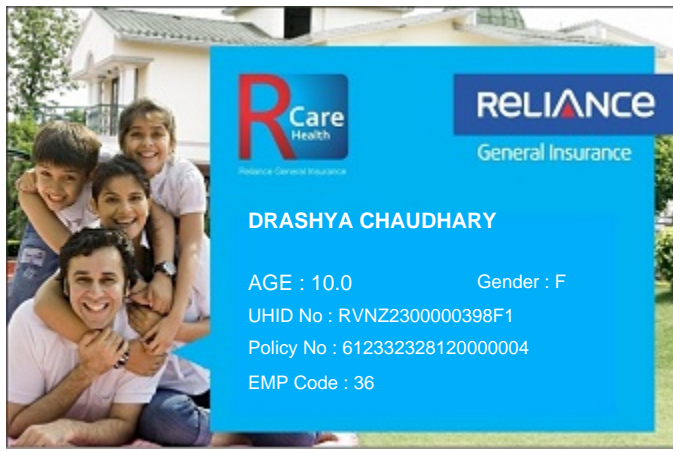 RCare
Health
Reliance General Insurance
RELIANCE
General Insurance
DRASHYA CHAUDHARY
AGE : 10.0 Gender : F
UHID No : RVNZ2300000398F1
Policy No : 612332328120000004
EMP Code : 36